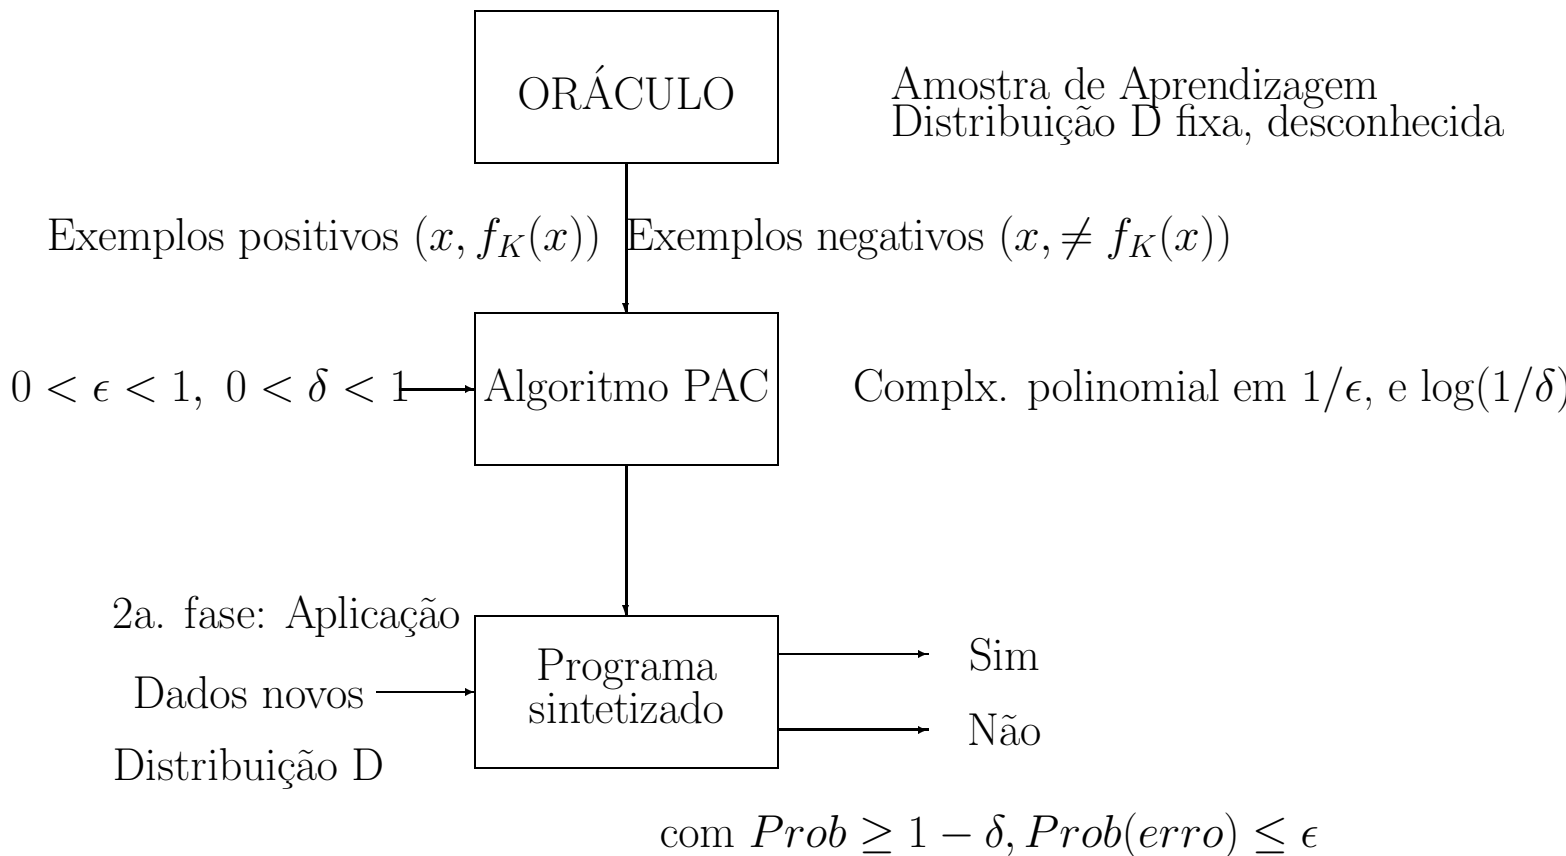 ORÁCULO
Amostra de Aprendizagem
Distribuição D fixa, desconhecida
Exemplos positivos (x, f_K(x)) Exemplos negativos (x, ≠ f_K(x))
0 < ϵ < 1, 0 < δ < 1
Algoritmo PAC
Complx. polinomial em 1/ϵ, e log(1/δ)
2a. fase: Aplicação
Programa
sintetizado
Sim
Dados novos
Não
Distribuição D
com Prob ≥ 1 − δ, Prob(erro) ≤ ϵ